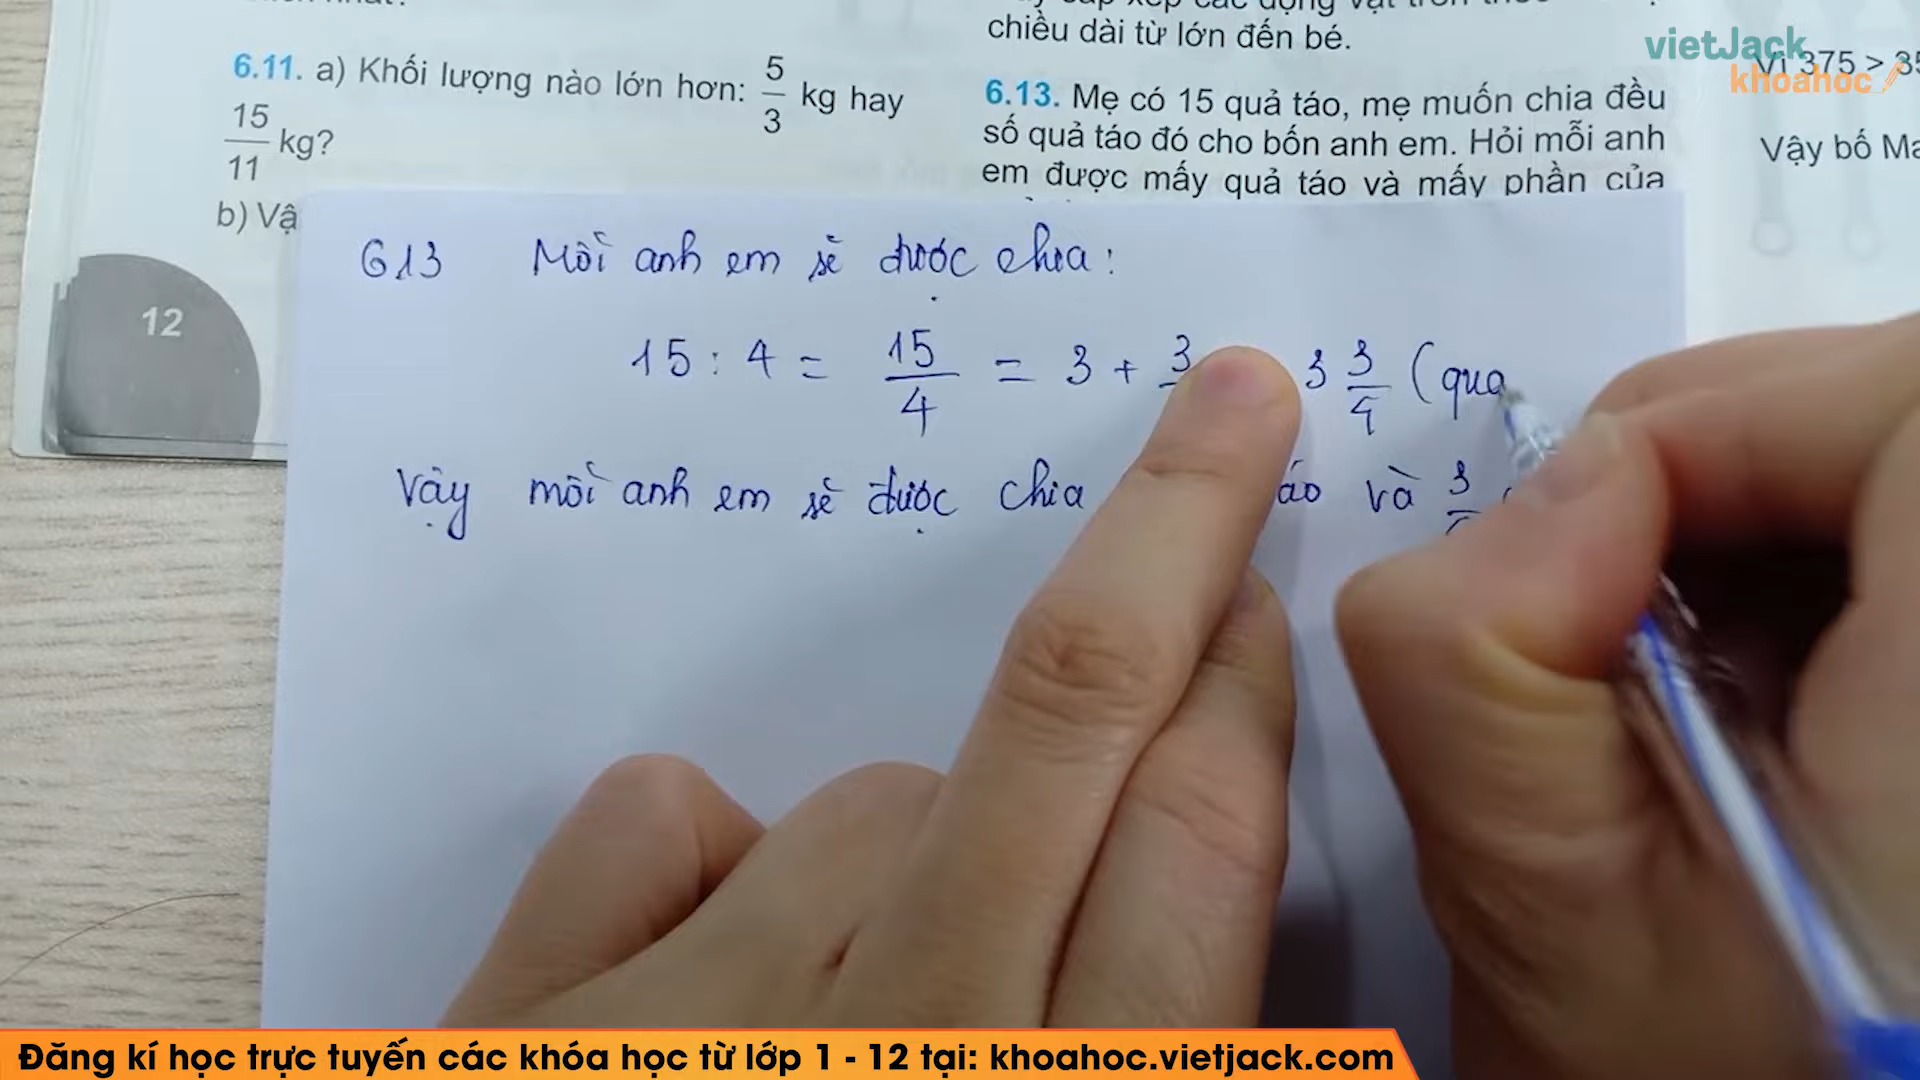 6.11. a) Khối lượng nào lớn hơn: 5/3 kg hay
15/11 kg?
b) Vậ
12
chiều dài từ lớn đến bé.
6.13. Mẹ có 15 quả táo, mẹ muốn chia đều
số quả táo đó cho bốn anh em. Hỏi mỗi anh
em được mấy quả táo và mấy phần của
vietJack
khoahoc
Vì 375 > 35
Vậy bố Ma
6.13 Mỗi anh em sẽ được chia:
15 : 4 = 15/4 = 3 + 3 3 3/4 (qua
Vậy mỗi anh em sẽ được chia áo và 3
Đăng kí học trực tuyến các khóa học từ lớp 1 - 12 tại: khoahoc.vietjack.com